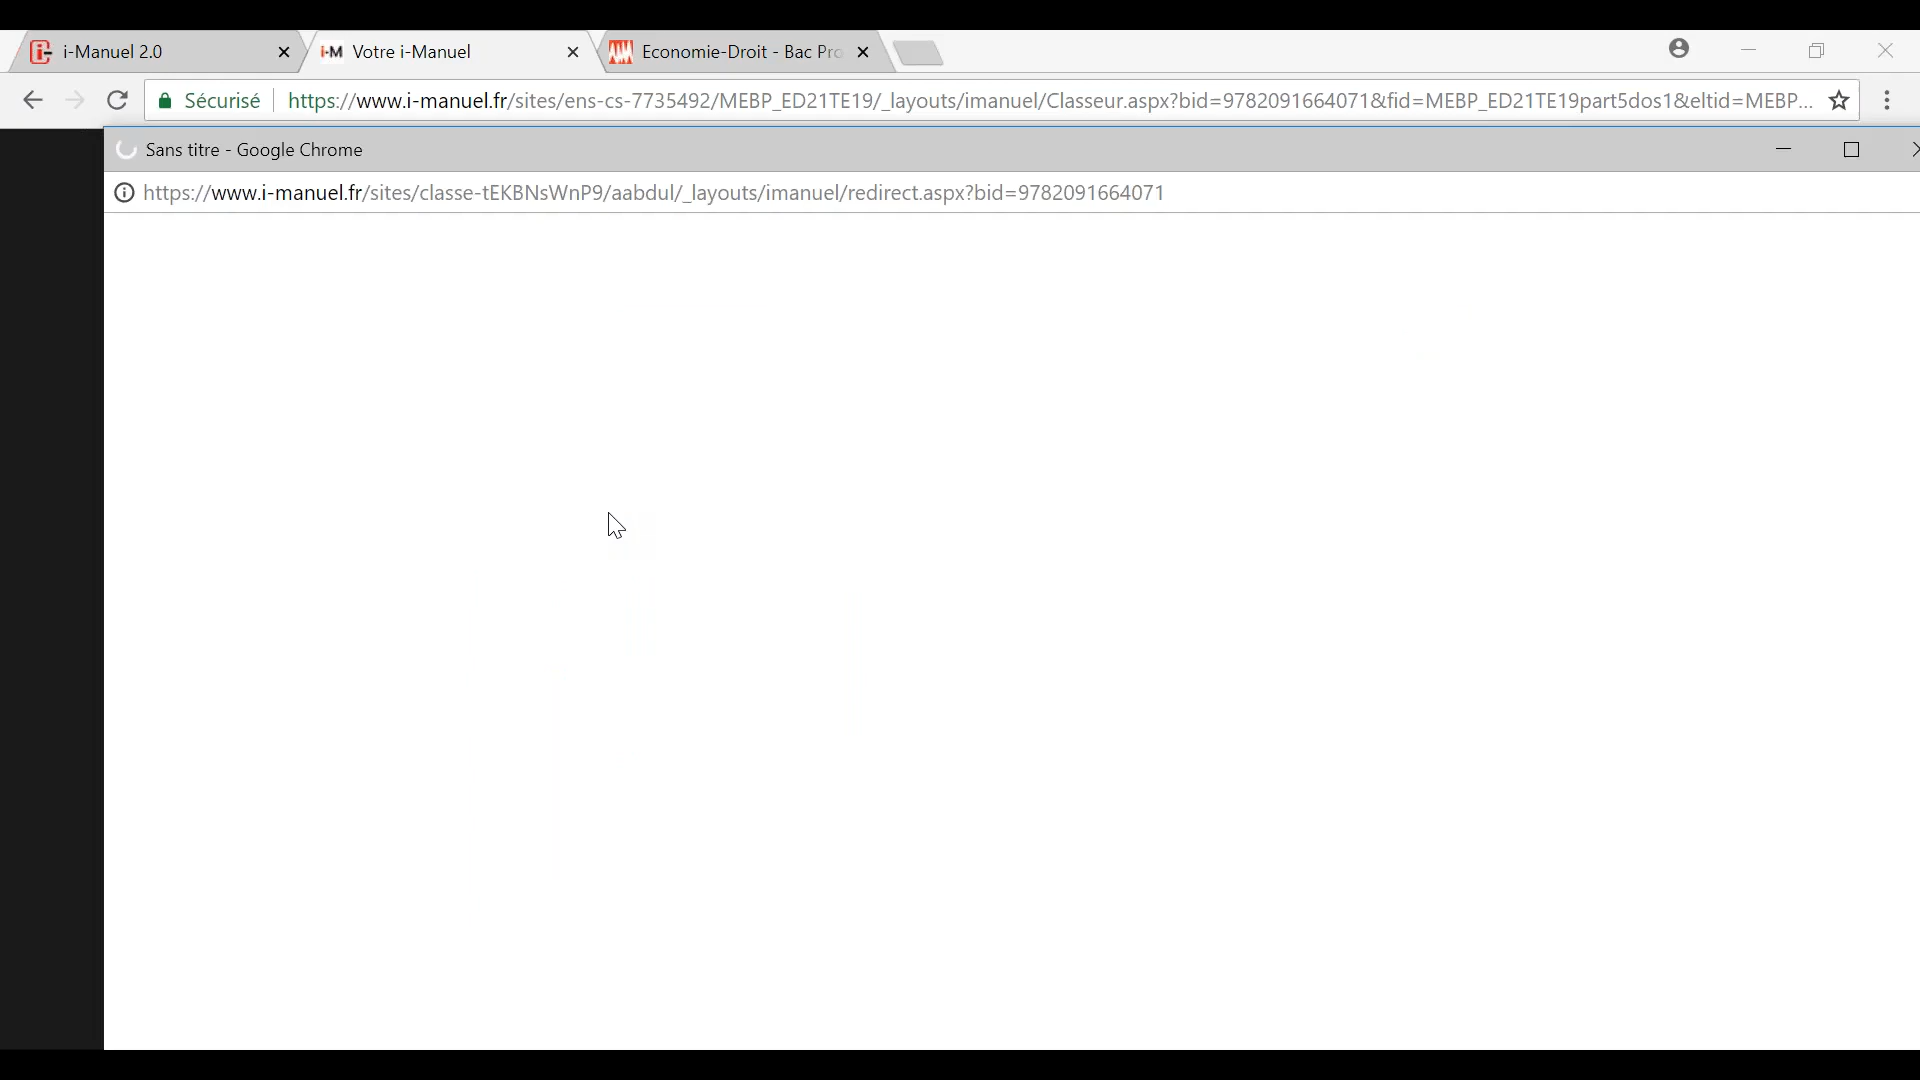 i-Manuel 2.0
i-M Votre i-Manuel
Economie-Droit - Bac Pro
Sécurisé https://www.i-manuel.fr/sites/ens-cs-7735492/MEBP_ED21TE19/_layouts/imanuel/Classeur.aspx?bid=9782091664071&fid=MEBP_ED21TE19part5dos1&eltid=MEBP...
Sans titre - Google Chrome
https://www.i-manuel.fr/sites/classe-tEKBNsWnP9/aabdul/_layouts/imanuel/redirect.aspx?bid=9782091664071